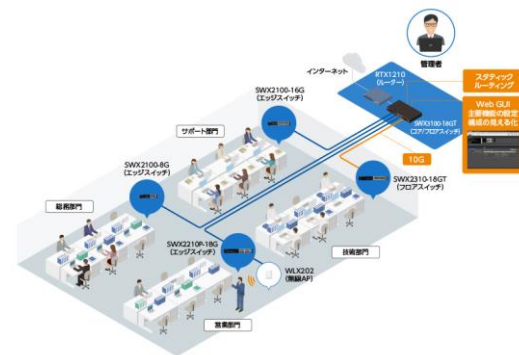 管理者
インターネット
RTX1210
(ルーター)
スタティック
ルーティング
SWX3100-18GT
(コア/フロアスイッチ)
Web GUI
主要機能の設定
構成の見える化
10G
SWX2100-16G
(エッジスイッチ)
サポート部門
SWX2310-18GT
(フロアスイッチ)
SWX2100-8G
(エッジスイッチ)
総務部門
技術部門
SWX2210P-18G
(エッジスイッチ)
WLX202
(無線AP)
営業部門